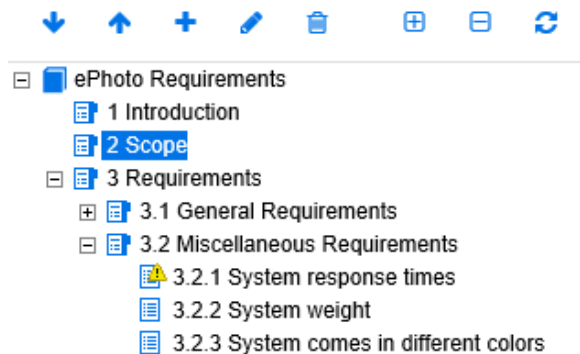 ePhoto Requirements
1 Introduction
2 Scope
3 Requirements
3.1 General Requirements
3.2 Miscellaneous Requirements
3.2.1 System response times
3.2.2 System weight
3.2.3 System comes in different colors